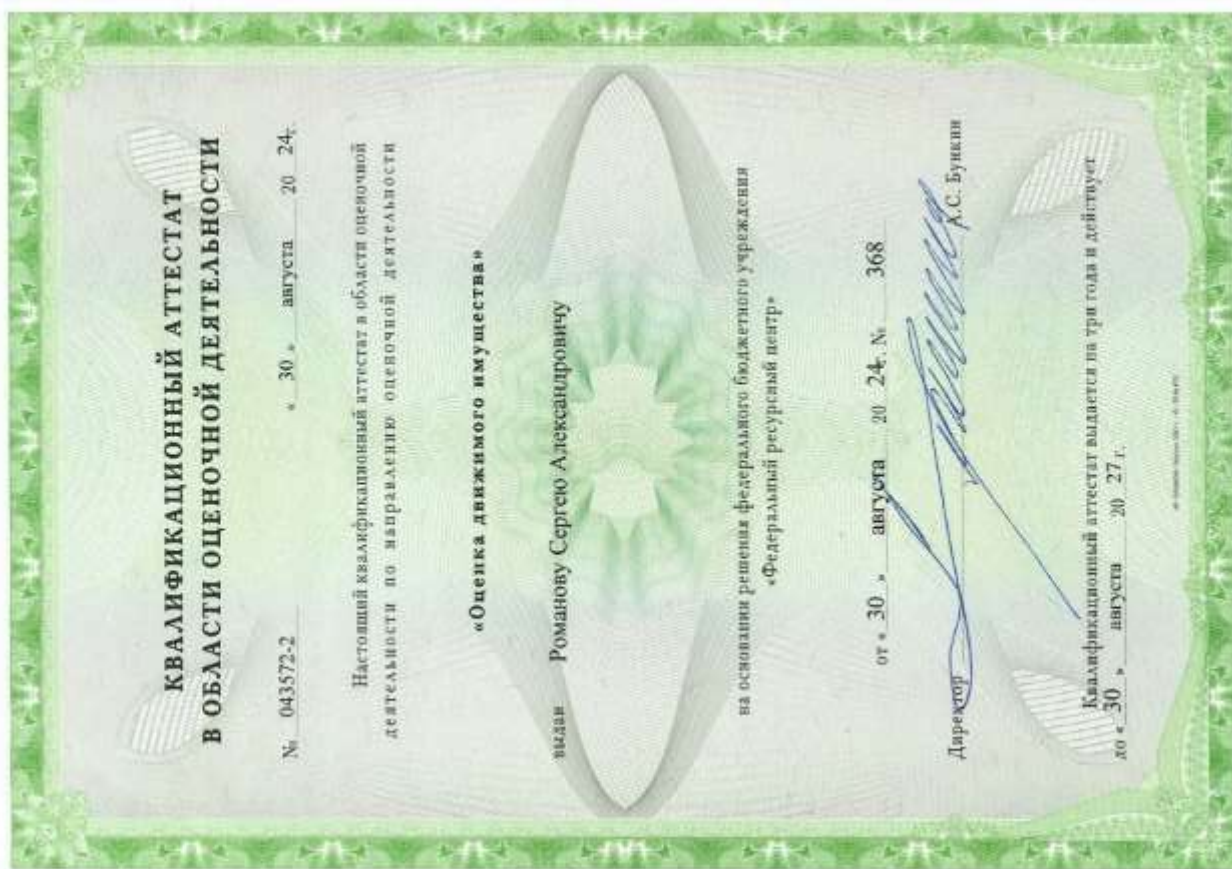 КВАЛИФИКАЦИОННЫЙ АТТЕСТАТ
В ОБЛАСТИ ОЦЕНОЧНОЙ ДЕЯТЕЛЬНОСТИ
№ 043572-2 « 30 » августа 20 24г.
Настоящий квалификационный аттестат в области оценочной
деятельности по направлению оценочной деятельности
«Оценка движимого имущества»
выдан Романову Сергею Александровичу
на основании решения федерального бюджетного учреждения
«Федеральный ресурсный центр»
от « 30 » августа 20 24г. № 368
Директор А.С. Бункин
Квалификационный аттестат выдается на три года и действует
до « 30 » августа 20 27 г.